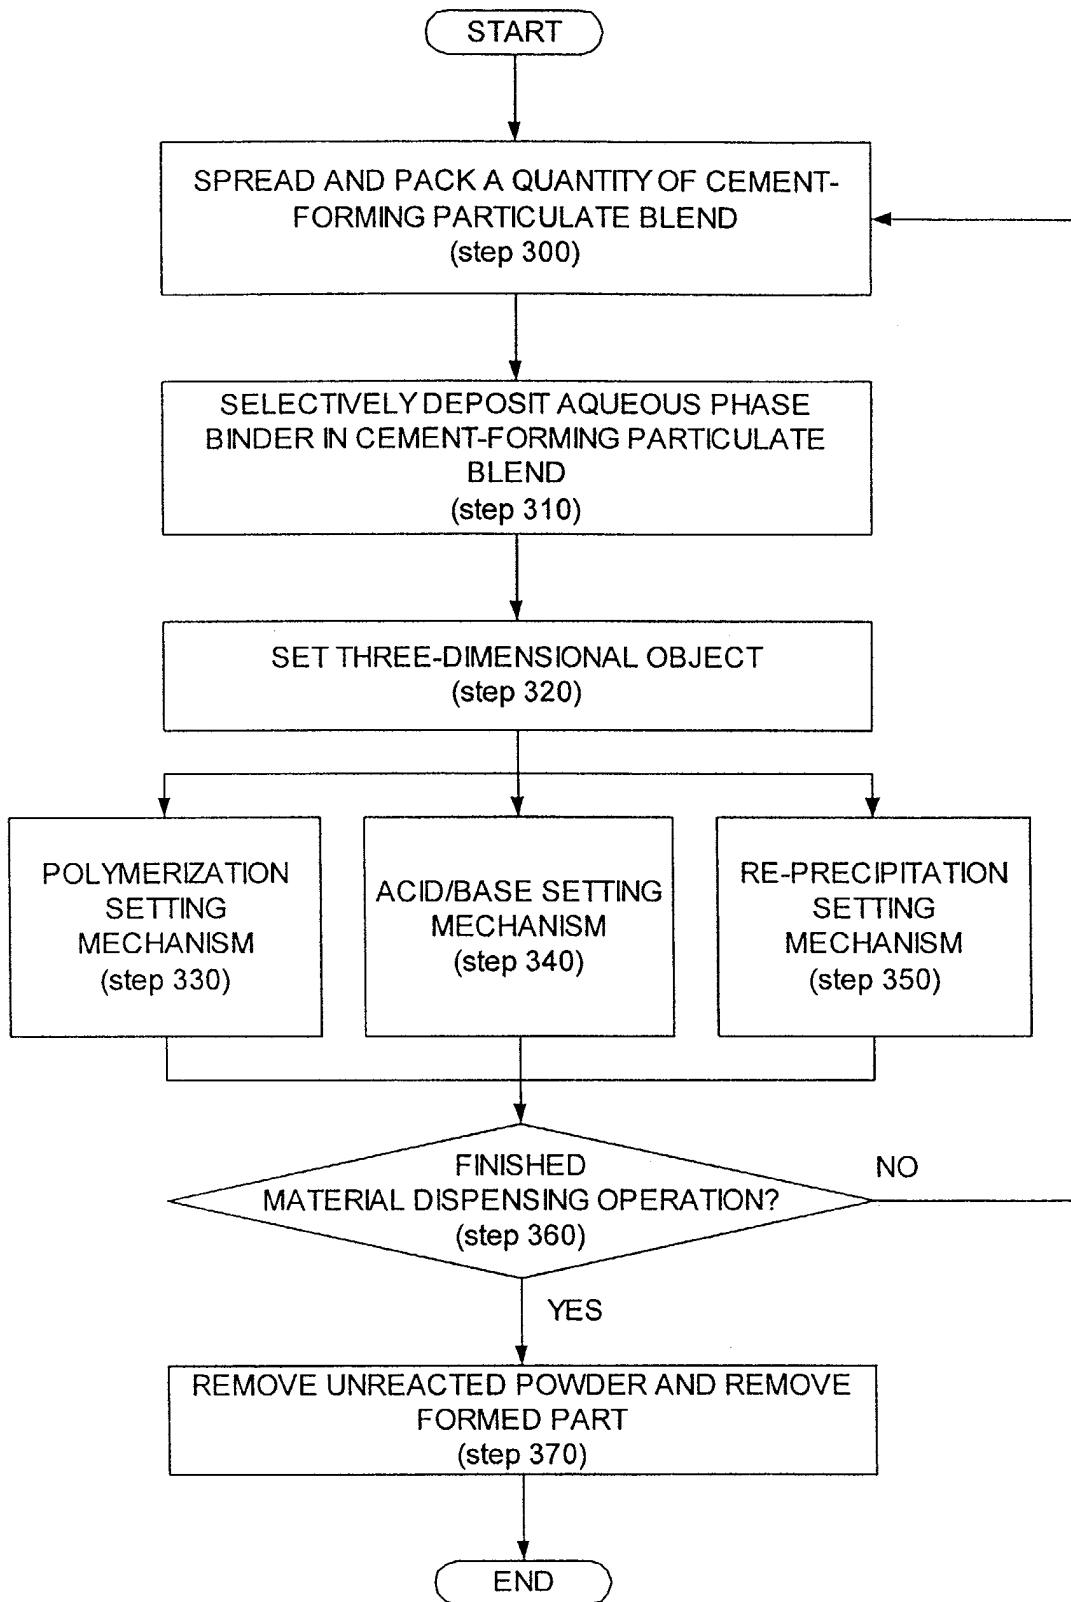 START
SPREAD AND PACK A QUANTITY OF CEMENT-
FORMING PARTICULATE BLEND
(step 300)
SELECTIVELY DEPOSIT AQUEOUS PHASE
BINDER IN CEMENT-FORMING PARTICULATE
BLEND
(step 310)
SET THREE-DIMENSIONAL OBJECT
(step 320)
POLYMERIZATION
SETTING
MECHANISM
(step 330)
ACID/BASE SETTING
MECHANISM
(step 340)
RE-PRECIPITATION
SETTING
MECHANISM
(step 350)
FINISHED
MATERIAL DISPENSING OPERATION?
(step 360)
NO
YES
REMOVE UNREACTED POWDER AND REMOVE
FORMED PART
(step 370)
END